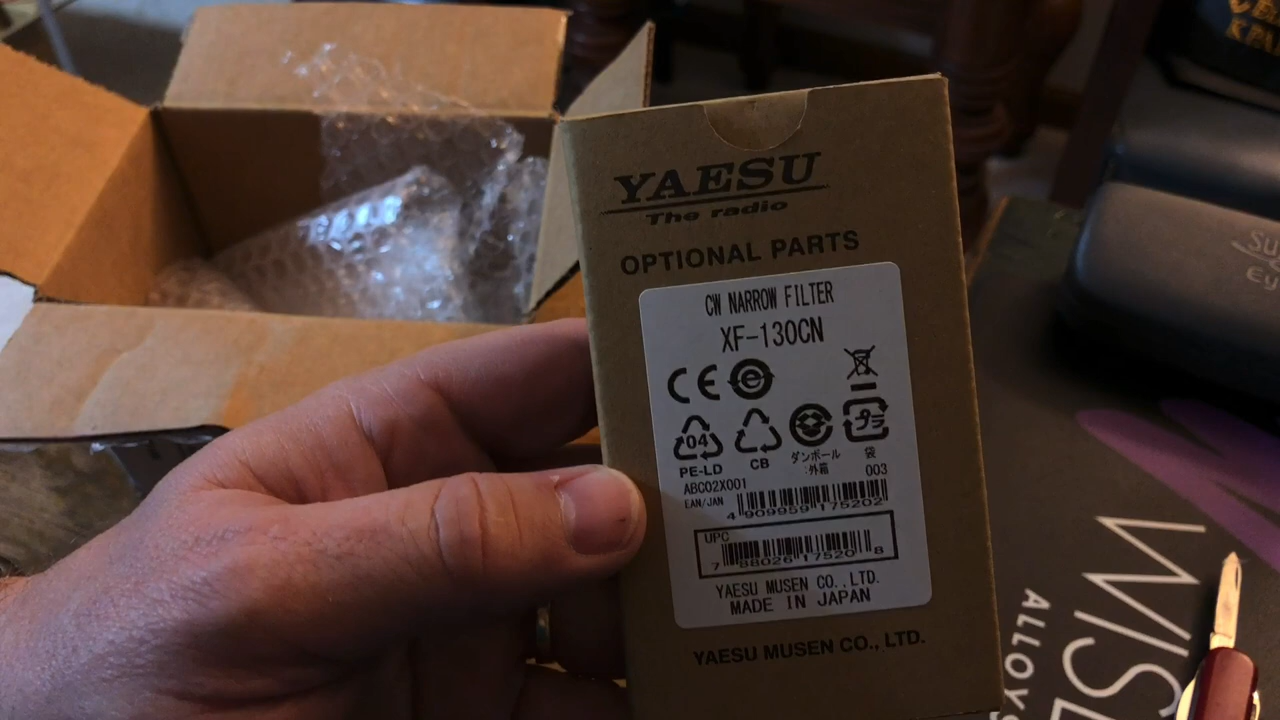 YAESU
The radio
OPTIONAL PARTS
CW NARROW FILTER
XF-130CN
CE e
04
PE-LD
CB
ダンボール
:外箱
プラ
袋
003
ABC02X001
EAN/JAN
4 909959 175202
UPC
7 88026 17520 8
YAESU MUSEN CO.,LTD.
MADE IN JAPAN
YAESU MUSEN CO., LTD.
WISE
ALLOYS